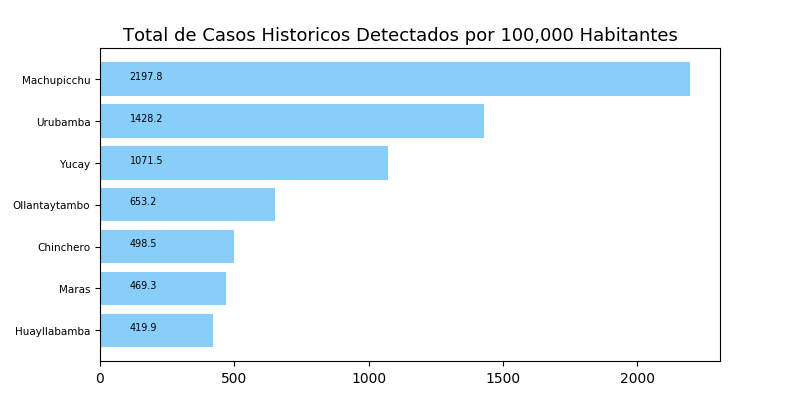 Total de Casos Historicos Detectados por 100,000 Habitantes
Machupicchu 2197.8
Urubamba 1428.2
Yucay 1071.5
Ollantaytambo 653.2
Chinchero 498.5
Maras 469.3
Huayllabamba 419.9
0 500 1000 1500 2000